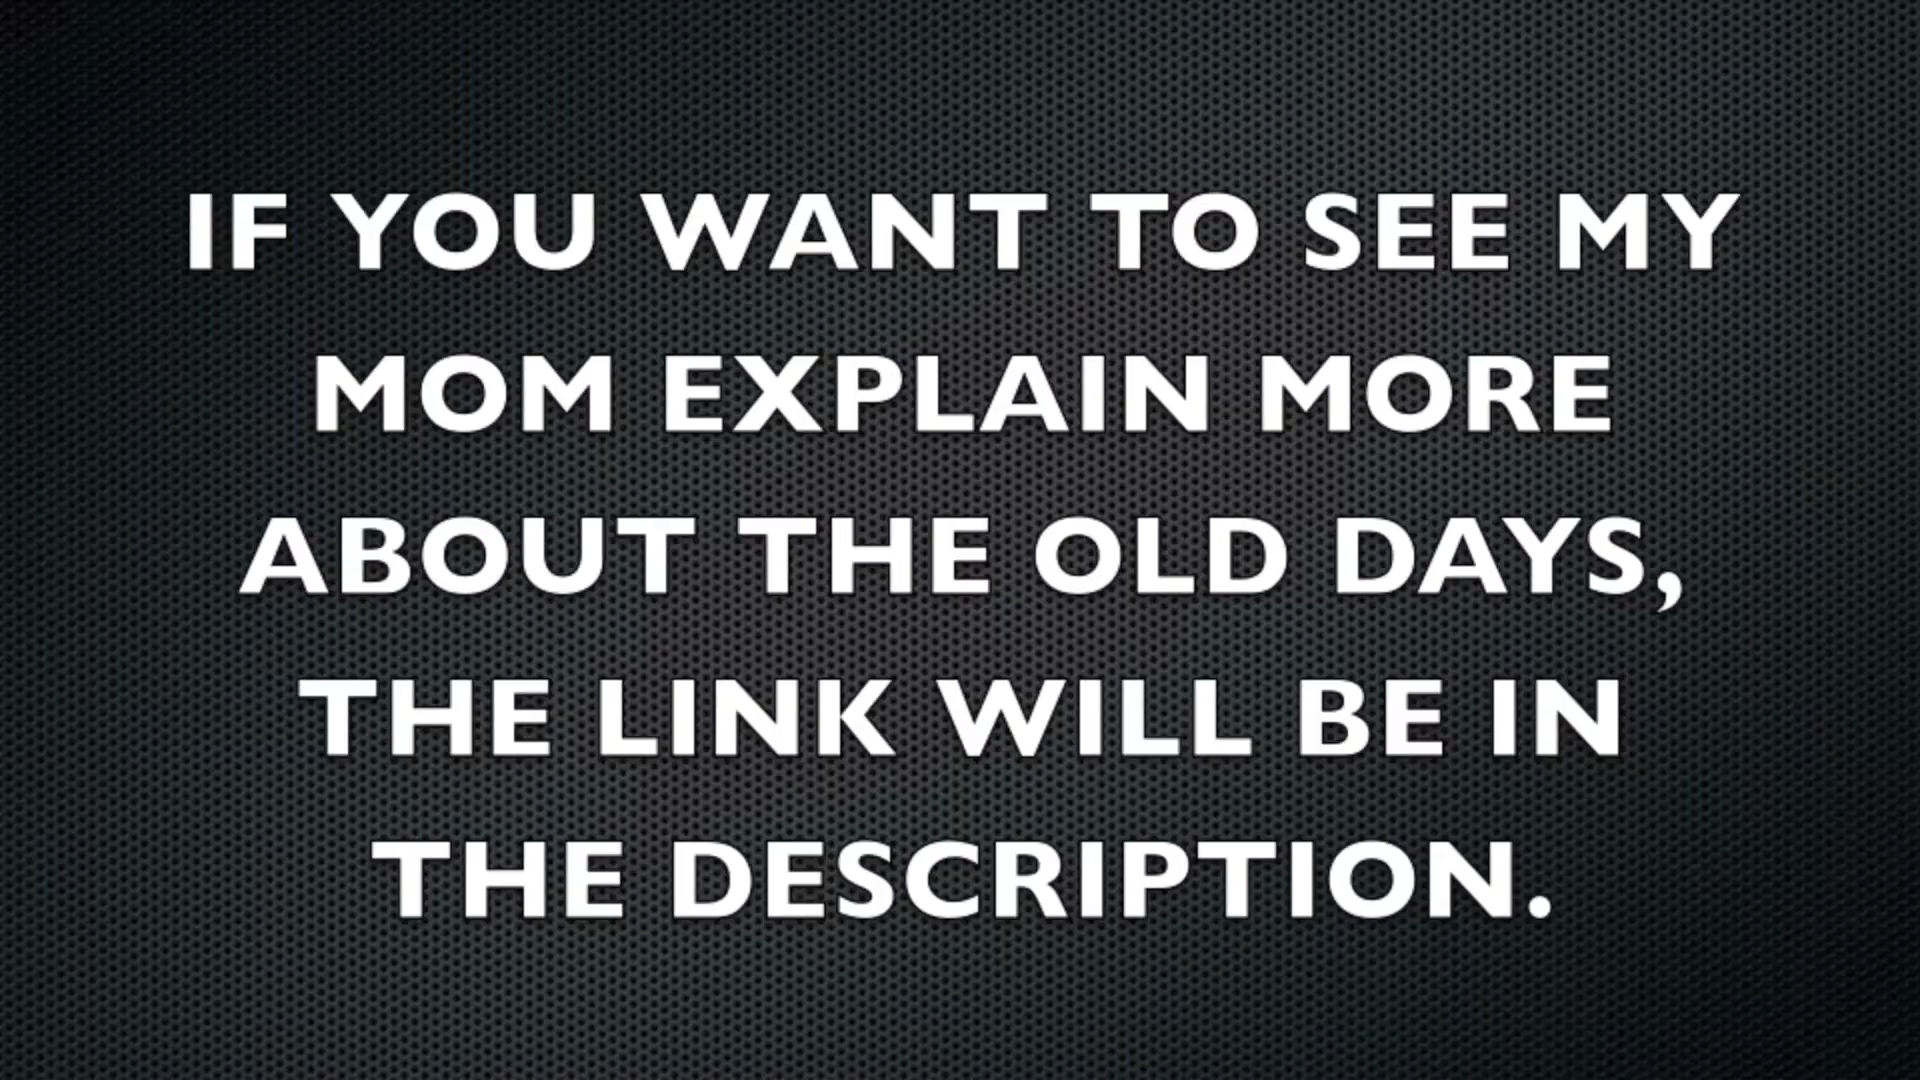 IF YOU WANT TO SEE MY
MOM EXPLAIN MORE
ABOUT THE OLD DAYS,
THE LINK WILL BE IN
THE DESCRIPTION.